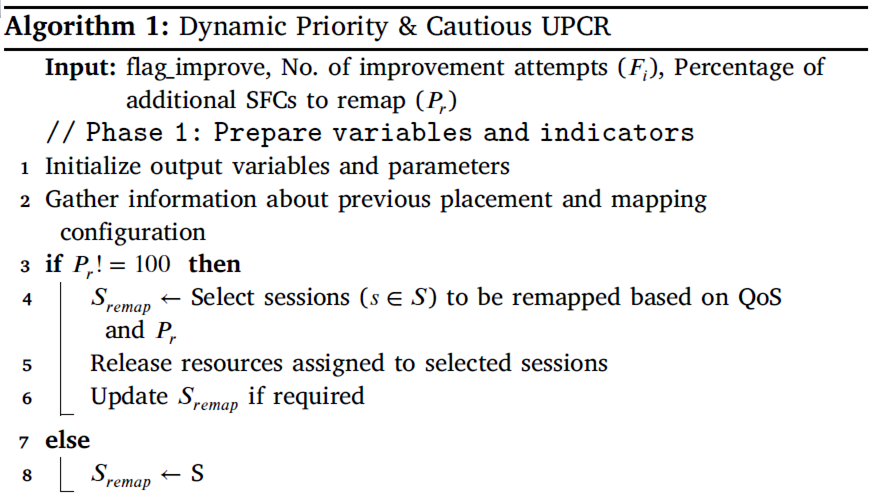 Algorithm 1: Dynamic Priority & Cautious UPCR
Input: flag_improve, No. of improvement attempts (F_i), Percentage of
additional SFCs to remap (P_r)
// Phase 1: Prepare variables and indicators
1 Initialize output variables and parameters
2 Gather information about previous placement and mapping
configuration
3 if P_r! = 100 then
4 S_remap ← Select sessions (s ∈ S) to be remapped based on QoS
and P_r
5 Release resources assigned to selected sessions
6 Update S_remap if required
7 else
8 S_remap ← S